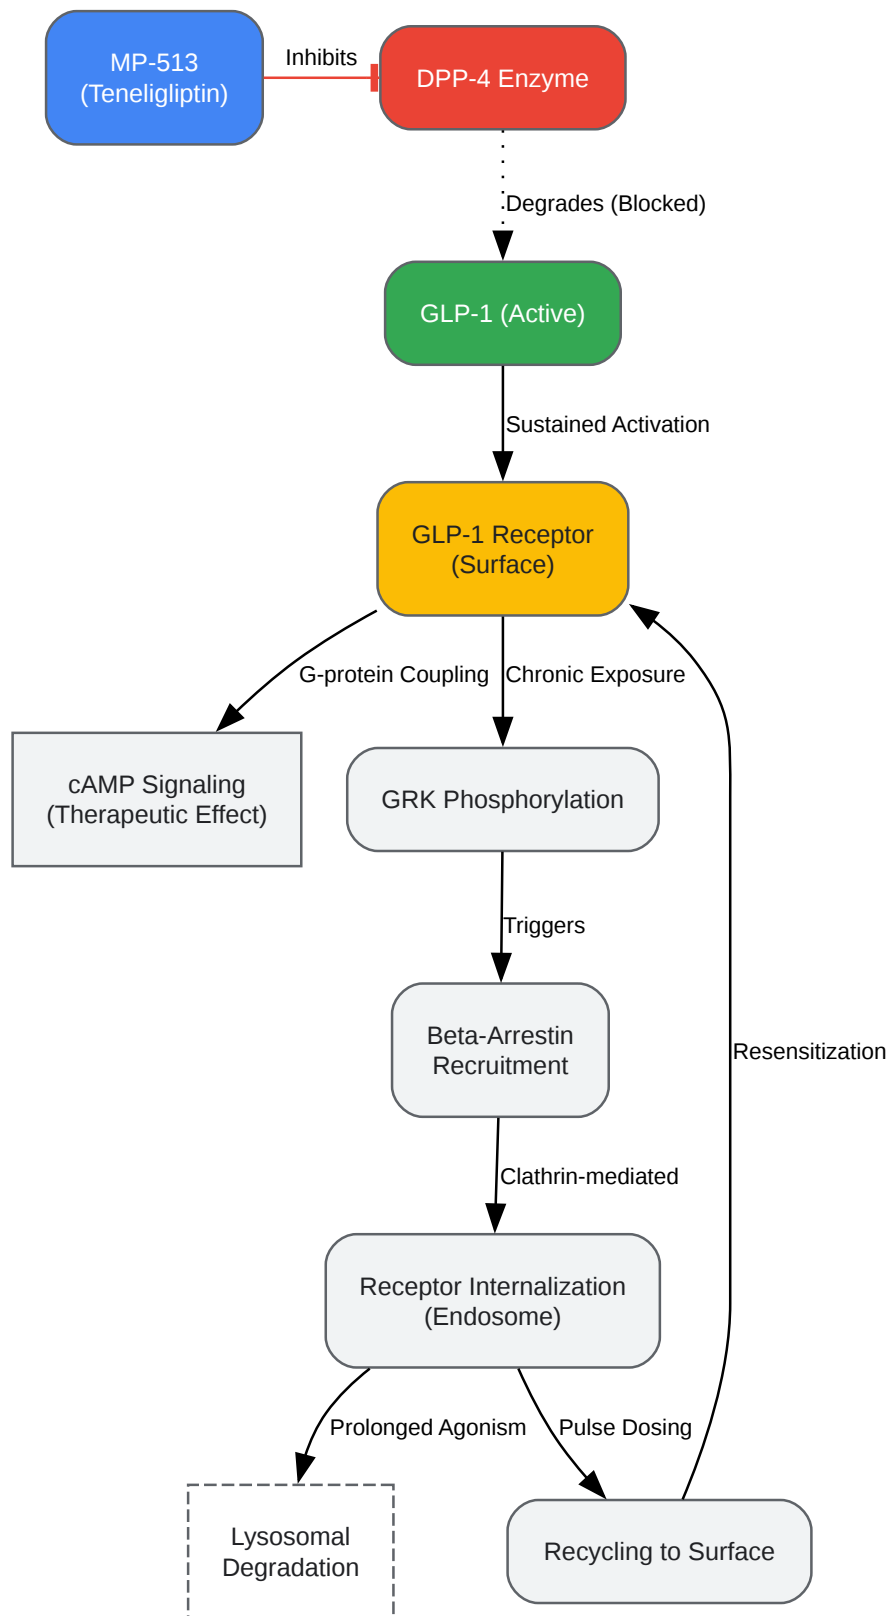 MP-513
(Teneligliptin)
Inhibits
DPP-4 Enzyme
Degrades (Blocked)
GLP-1 (Active)
Sustained Activation
GLP-1 Receptor
(Surface)
G-protein Coupling
Chronic Exposure
cAMP Signaling
(Therapeutic Effect)
GRK Phosphorylation
Triggers
Beta-Arrestin
Recruitment
Resensitization
Clathrin-mediated
Receptor Internalization
(Endosome)
Prolonged Agonism
Pulse Dosing
Lysosomal
Degradation
Recycling to Surface